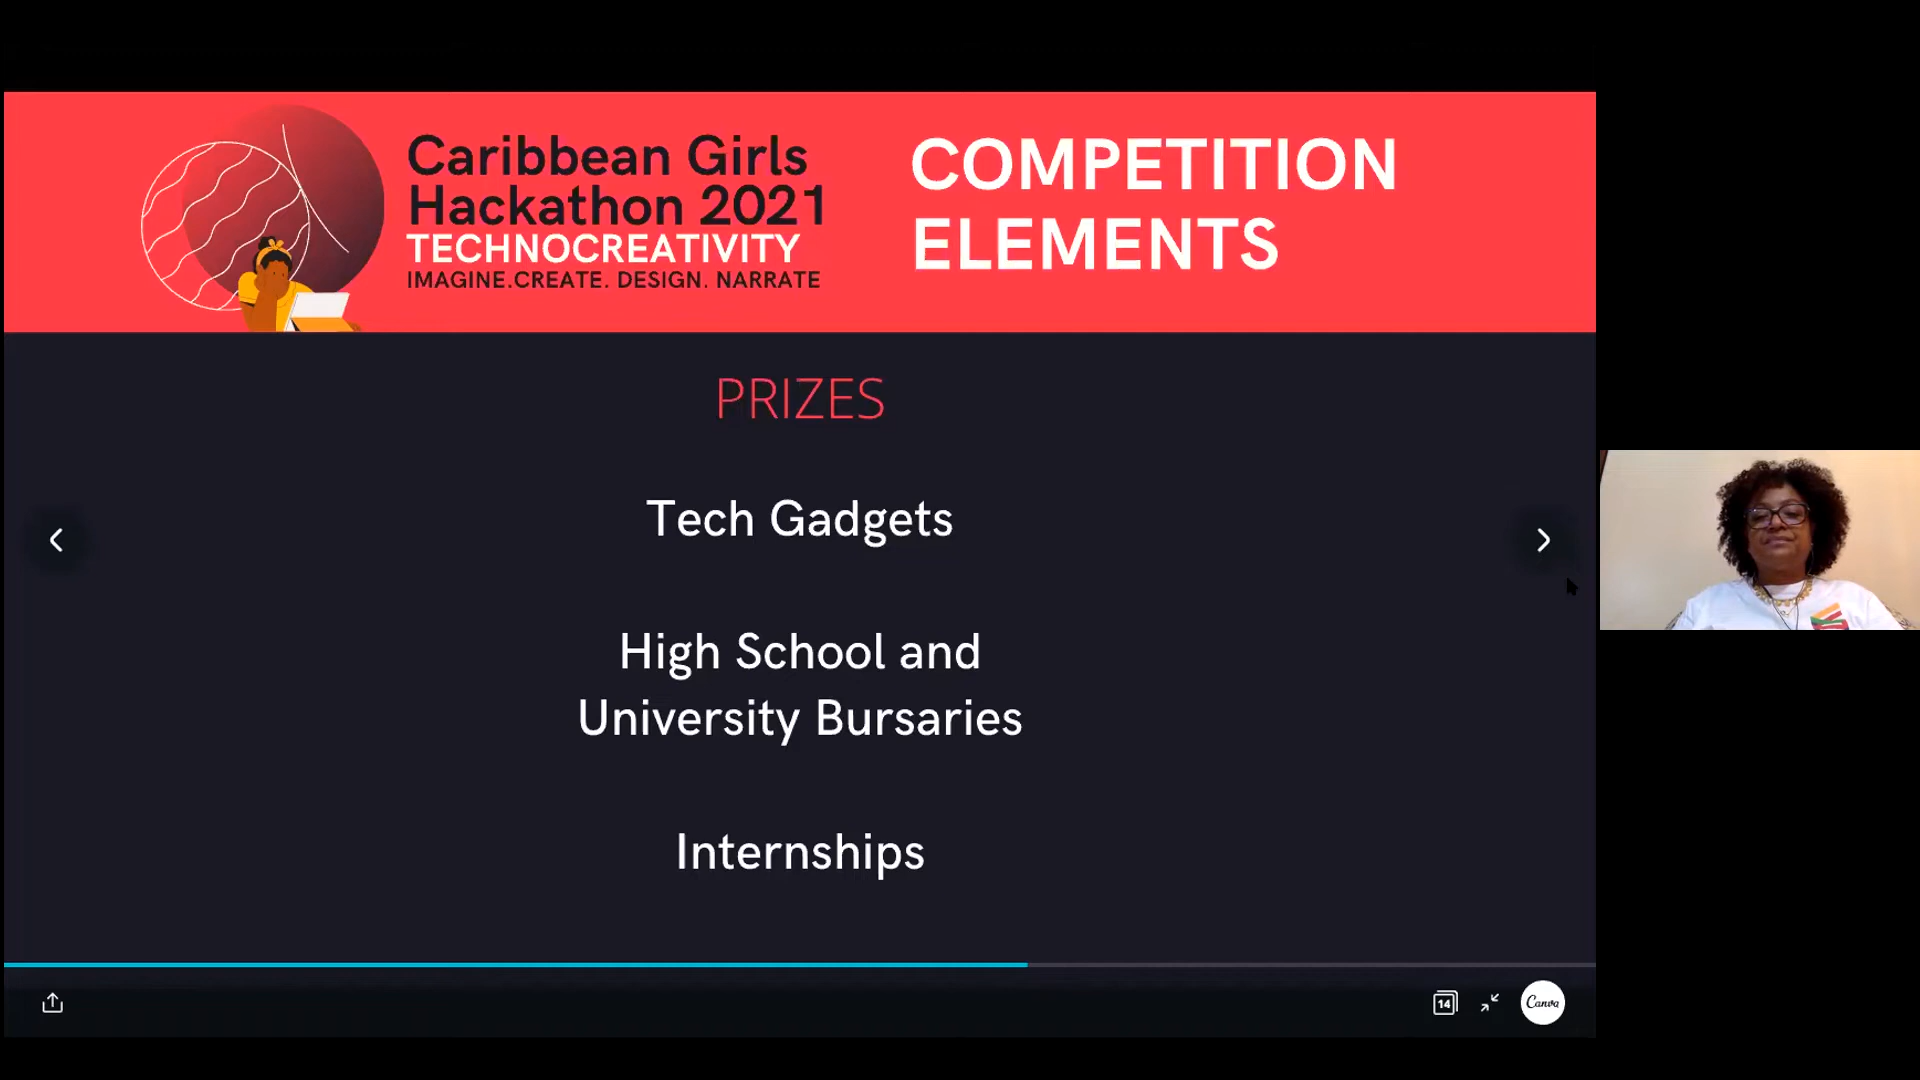 Caribbean Girls
Hackathon 2021
TECHNOCREATIVITY
IMAGINE.CREATE. DESIGN. NARRATE
COMPETITION
ELEMENTS
PRIZES
Tech Gadgets
High School and
University Bursaries
Internships
14
Canva